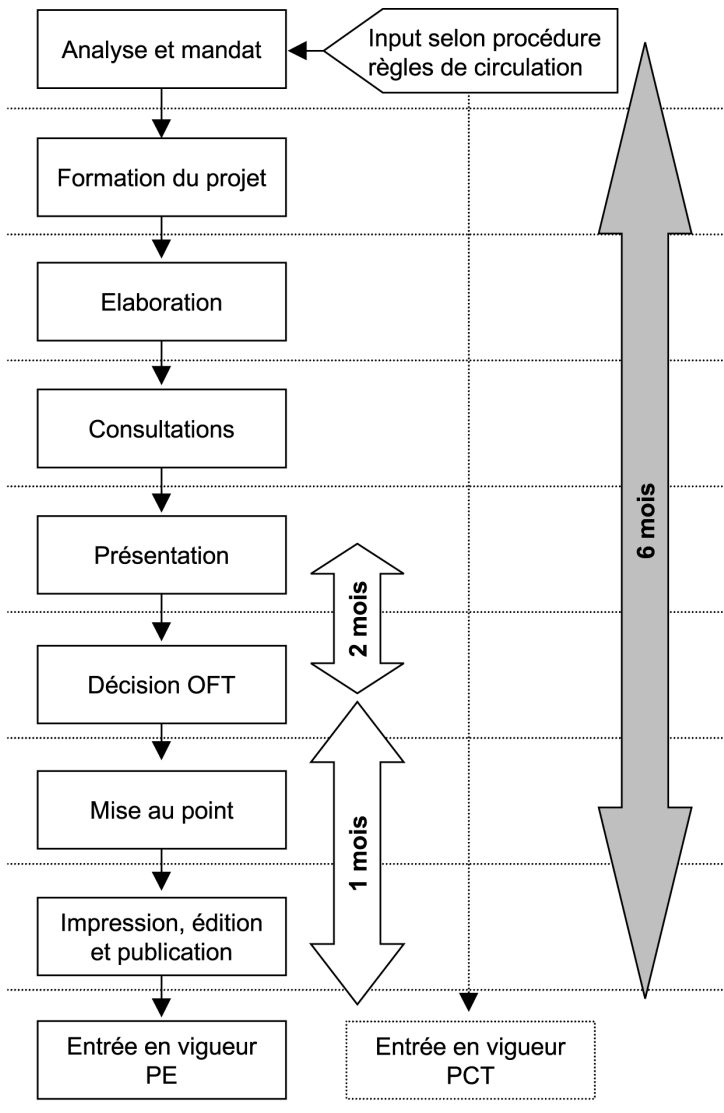 Analyse et mandat
Input selon procédure
règles de circulation
Formation du projet
Elaboration
Consultations
Présentation
Décision OFT
Mise au point
Impression, édition
et publication
Entrée en vigueur
PE
Entrée en vigueur
PCT
2 mois
1 mois
6 mois